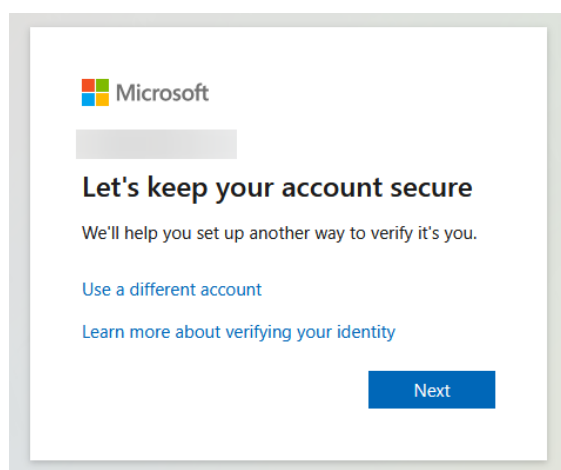 Microsoft
Let's keep your account secure
We'll help you set up another way to verify it's you.
Use a different account
Learn more about verifying your identity
Next